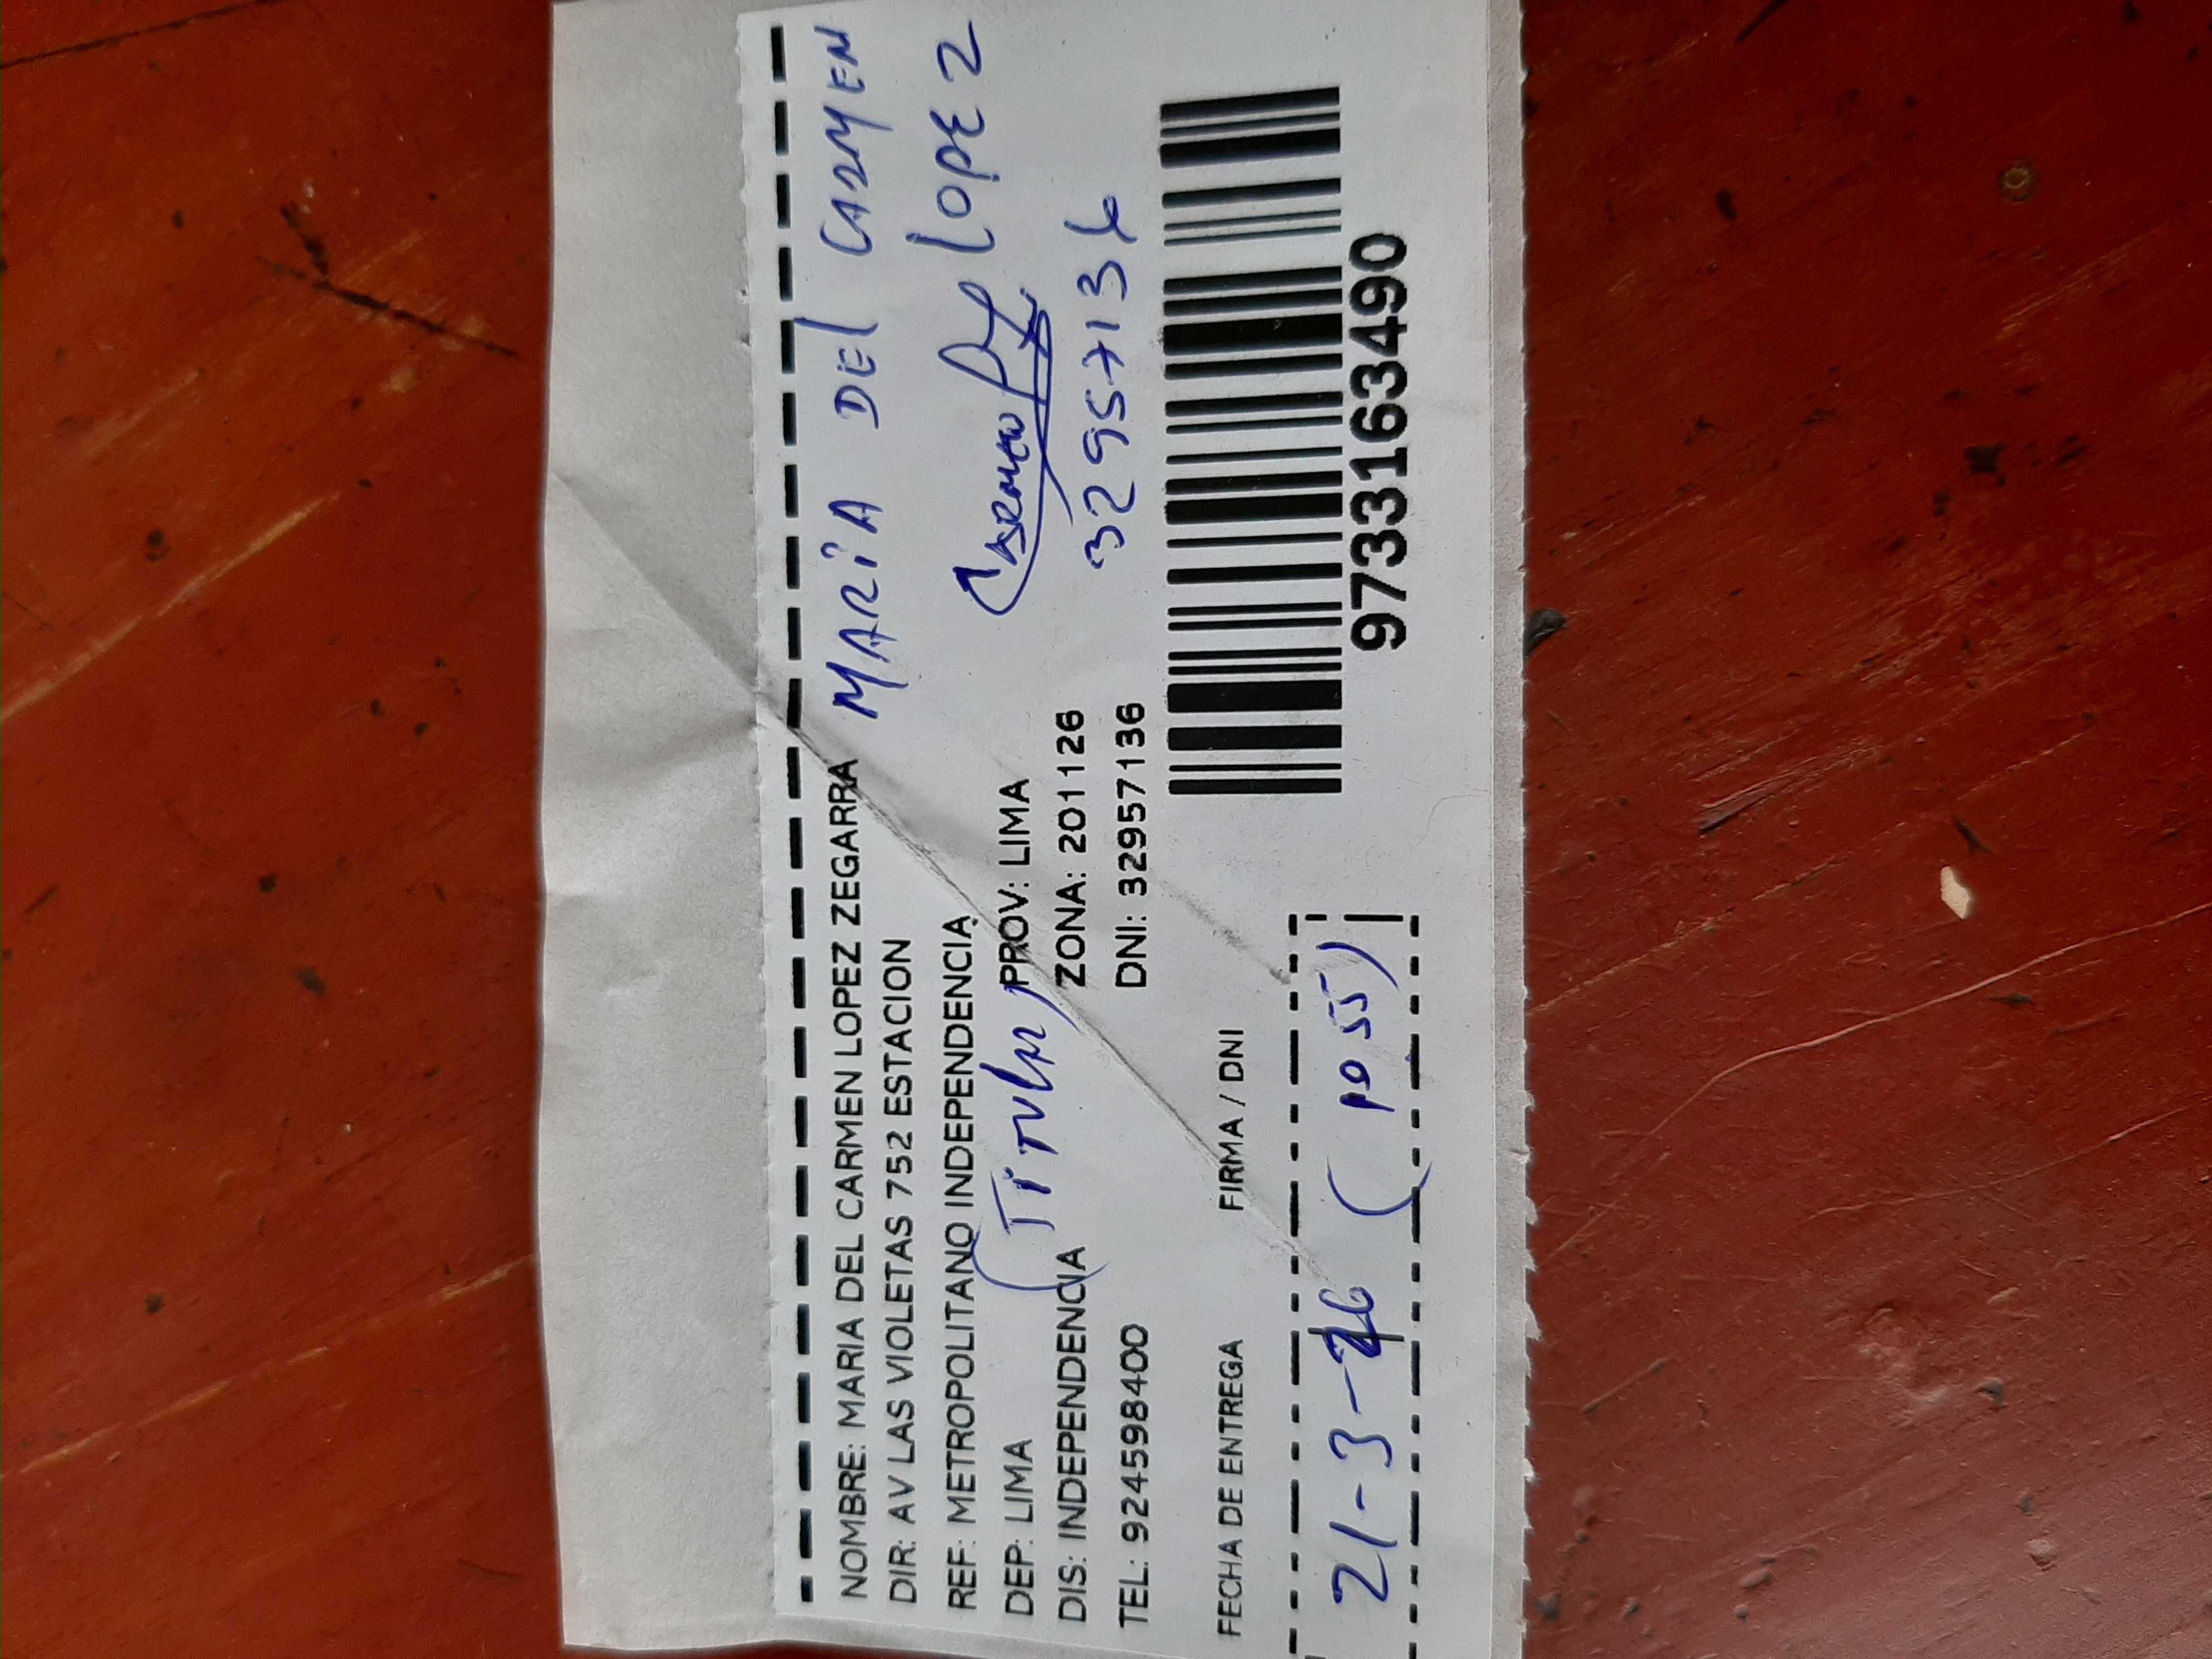 NOMBRE: MARIA DEL CARMEN LOPEZ ZEGARRA
MARIA DEL CARMEN
DIR: AV LAS VIOLETAS 752 ESTACION
LOPEZ
REF: METROPOLITANO INDEPENDENCIA
(Titular)
DEP: LIMA PROV: LIMA
DIS: INDEPENDENCIA ZONA: 201126
32957136
TEL: 924598400 DNI: 32957136
FECHA DE ENTREGA FIRMA / DNI
21-3-26 (1055)
9733163490